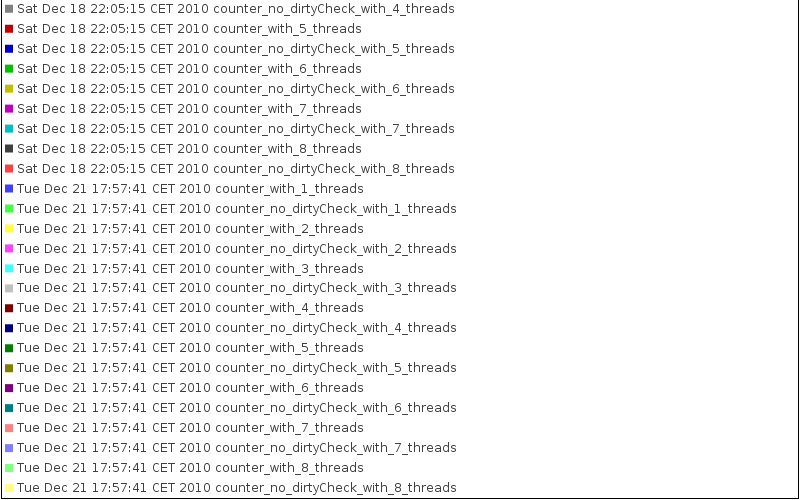 Sat Dec 18 22:05:15 CET 2010 counter_no_dirtyCheck_with_4_threads
Sat Dec 18 22:05:15 CET 2010 counter_with_5_threads
Sat Dec 18 22:05:15 CET 2010 counter_no_dirtyCheck_with_5_threads
Sat Dec 18 22:05:15 CET 2010 counter_with_6_threads
Sat Dec 18 22:05:15 CET 2010 counter_no_dirtyCheck_with_6_threads
Sat Dec 18 22:05:15 CET 2010 counter_with_7_threads
Sat Dec 18 22:05:15 CET 2010 counter_no_dirtyCheck_with_7_threads
Sat Dec 18 22:05:15 CET 2010 counter_with_8_threads
Sat Dec 18 22:05:15 CET 2010 counter_no_dirtyCheck_with_8_threads
Tue Dec 21 17:57:41 CET 2010 counter_with_1_threads
Tue Dec 21 17:57:41 CET 2010 counter_no_dirtyCheck_with_1_threads
Tue Dec 21 17:57:41 CET 2010 counter_with_2_threads
Tue Dec 21 17:57:41 CET 2010 counter_no_dirtyCheck_with_2_threads
Tue Dec 21 17:57:41 CET 2010 counter_with_3_threads
Tue Dec 21 17:57:41 CET 2010 counter_no_dirtyCheck_with_3_threads
Tue Dec 21 17:57:41 CET 2010 counter_with_4_threads
Tue Dec 21 17:57:41 CET 2010 counter_no_dirtyCheck_with_4_threads
Tue Dec 21 17:57:41 CET 2010 counter_with_5_threads
Tue Dec 21 17:57:41 CET 2010 counter_no_dirtyCheck_with_5_threads
Tue Dec 21 17:57:41 CET 2010 counter_with_6_threads
Tue Dec 21 17:57:41 CET 2010 counter_no_dirtyCheck_with_6_threads
Tue Dec 21 17:57:41 CET 2010 counter_with_7_threads
Tue Dec 21 17:57:41 CET 2010 counter_no_dirtyCheck_with_7_threads
Tue Dec 21 17:57:41 CET 2010 counter_with_8_threads
Tue Dec 21 17:57:41 CET 2010 counter_no_dirtyCheck_with_8_threads